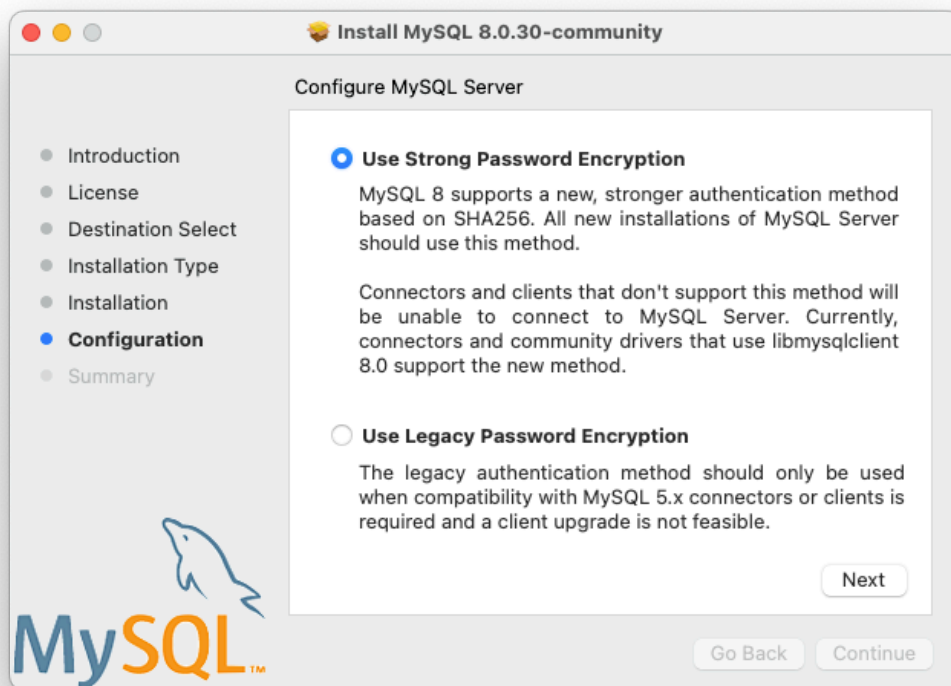 Install MySQL 8.0.30-community
Configure MySQL Server
Introduction
License
Destination Select
Installation Type
Installation
Configuration
Summary
Use Strong Password Encryption
MySQL 8 supports a new, stronger authentication method
based on SHA256. All new installations of MySQL Server
should use this method.
Connectors and clients that don't support this method will
be unable to connect to MySQL Server. Currently,
connectors and community drivers that use libmysqlclient
8.0 support the new method.
Use Legacy Password Encryption
The legacy authentication method should only be used
when compatibility with MySQL 5.x connectors or clients is
required and a client upgrade is not feasible.
Next
MySQL™
Go Back
Continue